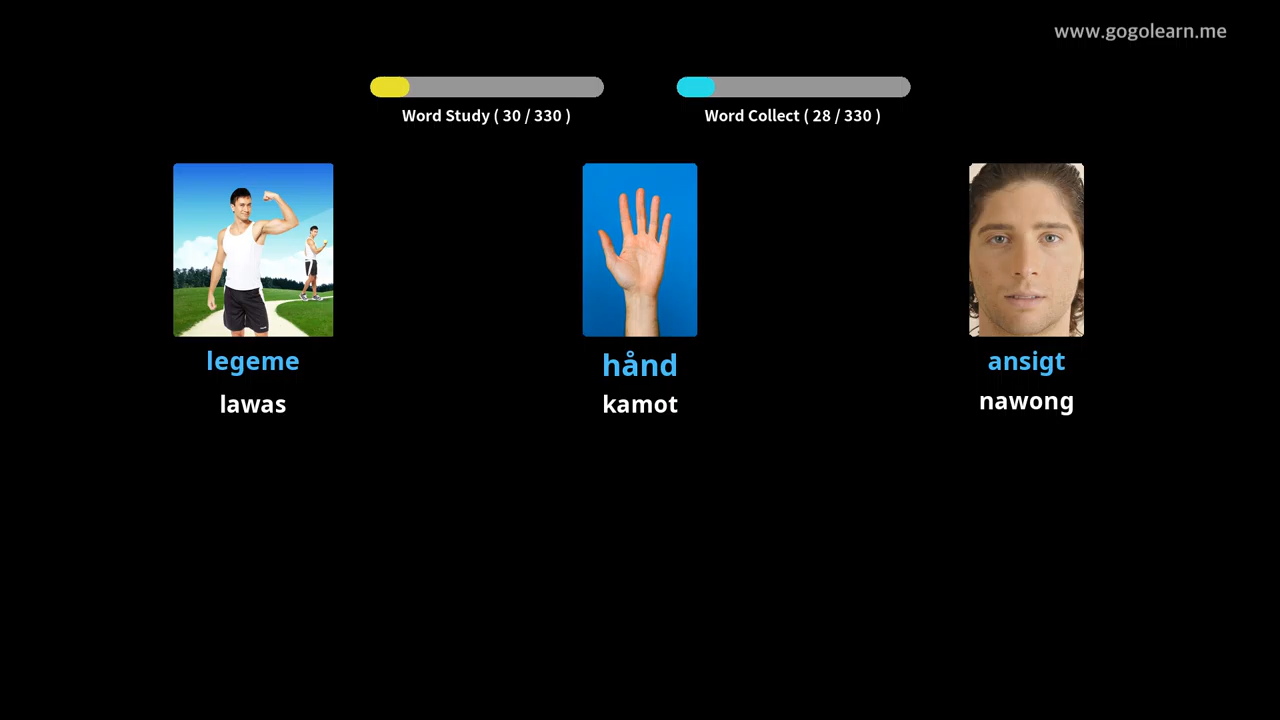 www.gogolearn.me
Word Study ( 30 / 330 )
Word Collect ( 28 / 330 )
legeme
hånd
ansigt
lawas
kamot
nawong